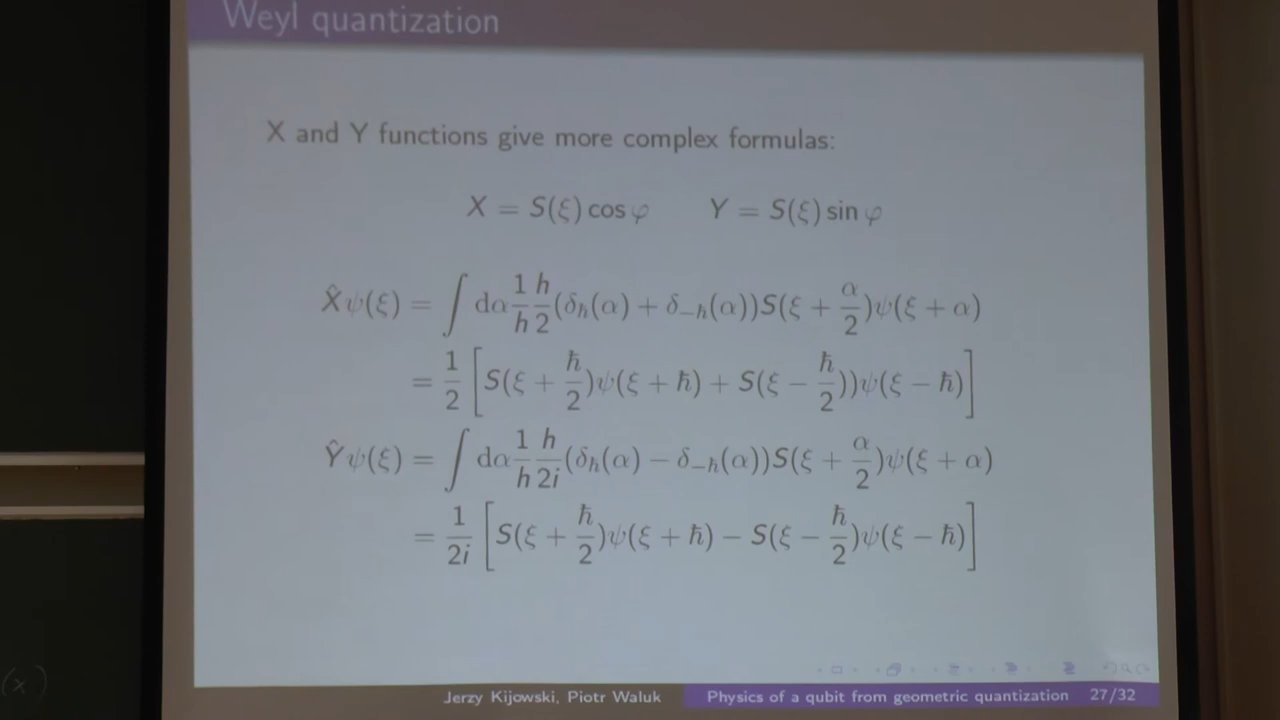 Weyl quantization
X and Y functions give more complex formulas:
X = S(ξ) cos φ    Y = S(ξ) sin φ
X̂ψ(ξ) = ∫ dα 1/h h/2 (δ_ħ(α) + δ_−ħ(α))S(ξ + α/2)ψ(ξ + α)
= 1/2 [S(ξ + ħ/2)ψ(ξ + ħ) + S(ξ − ħ/2))ψ(ξ − ħ)]
Ŷψ(ξ) = ∫ dα 1/h h/2i (δ_ħ(α) − δ_−ħ(α))S(ξ + α/2)ψ(ξ + α)
= 1/2i [S(ξ + ħ/2)ψ(ξ + ħ) − S(ξ − ħ/2)ψ(ξ − ħ)]
(x)
Jerzy Kijowski, Piotr Waluk    Physics of a qubit from geometric quantization    27/32